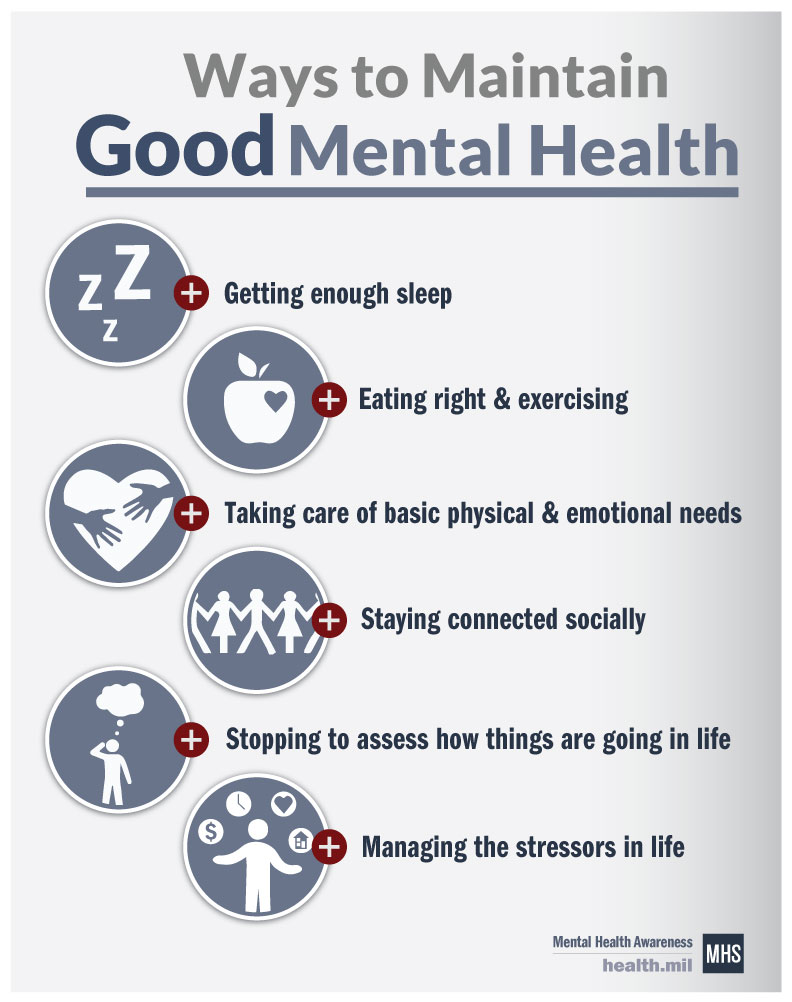 Ways to Maintain
Good Mental Health
Z Z
Z
Getting enough sleep
Eating right & exercising
Taking care of basic physical & emotional needs
Staying connected socially
Stopping to assess how things are going in life
$
Managing the stressors in life
Mental Health Awareness
health.mil
MHS